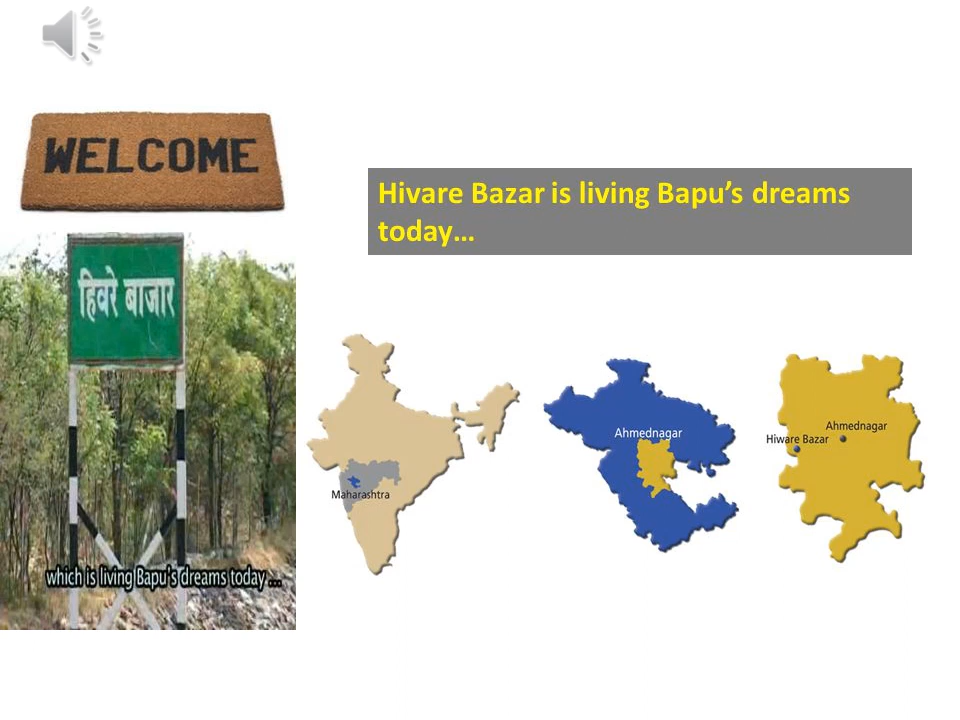 WELCOME
Hivare Bazar is living Bapu’s dreams
today…
हिवरे बाजार
which is living Bapu's dreams today ...
Maharashtra
Ahmednagar
Ahmednagar
Hiware Bazar